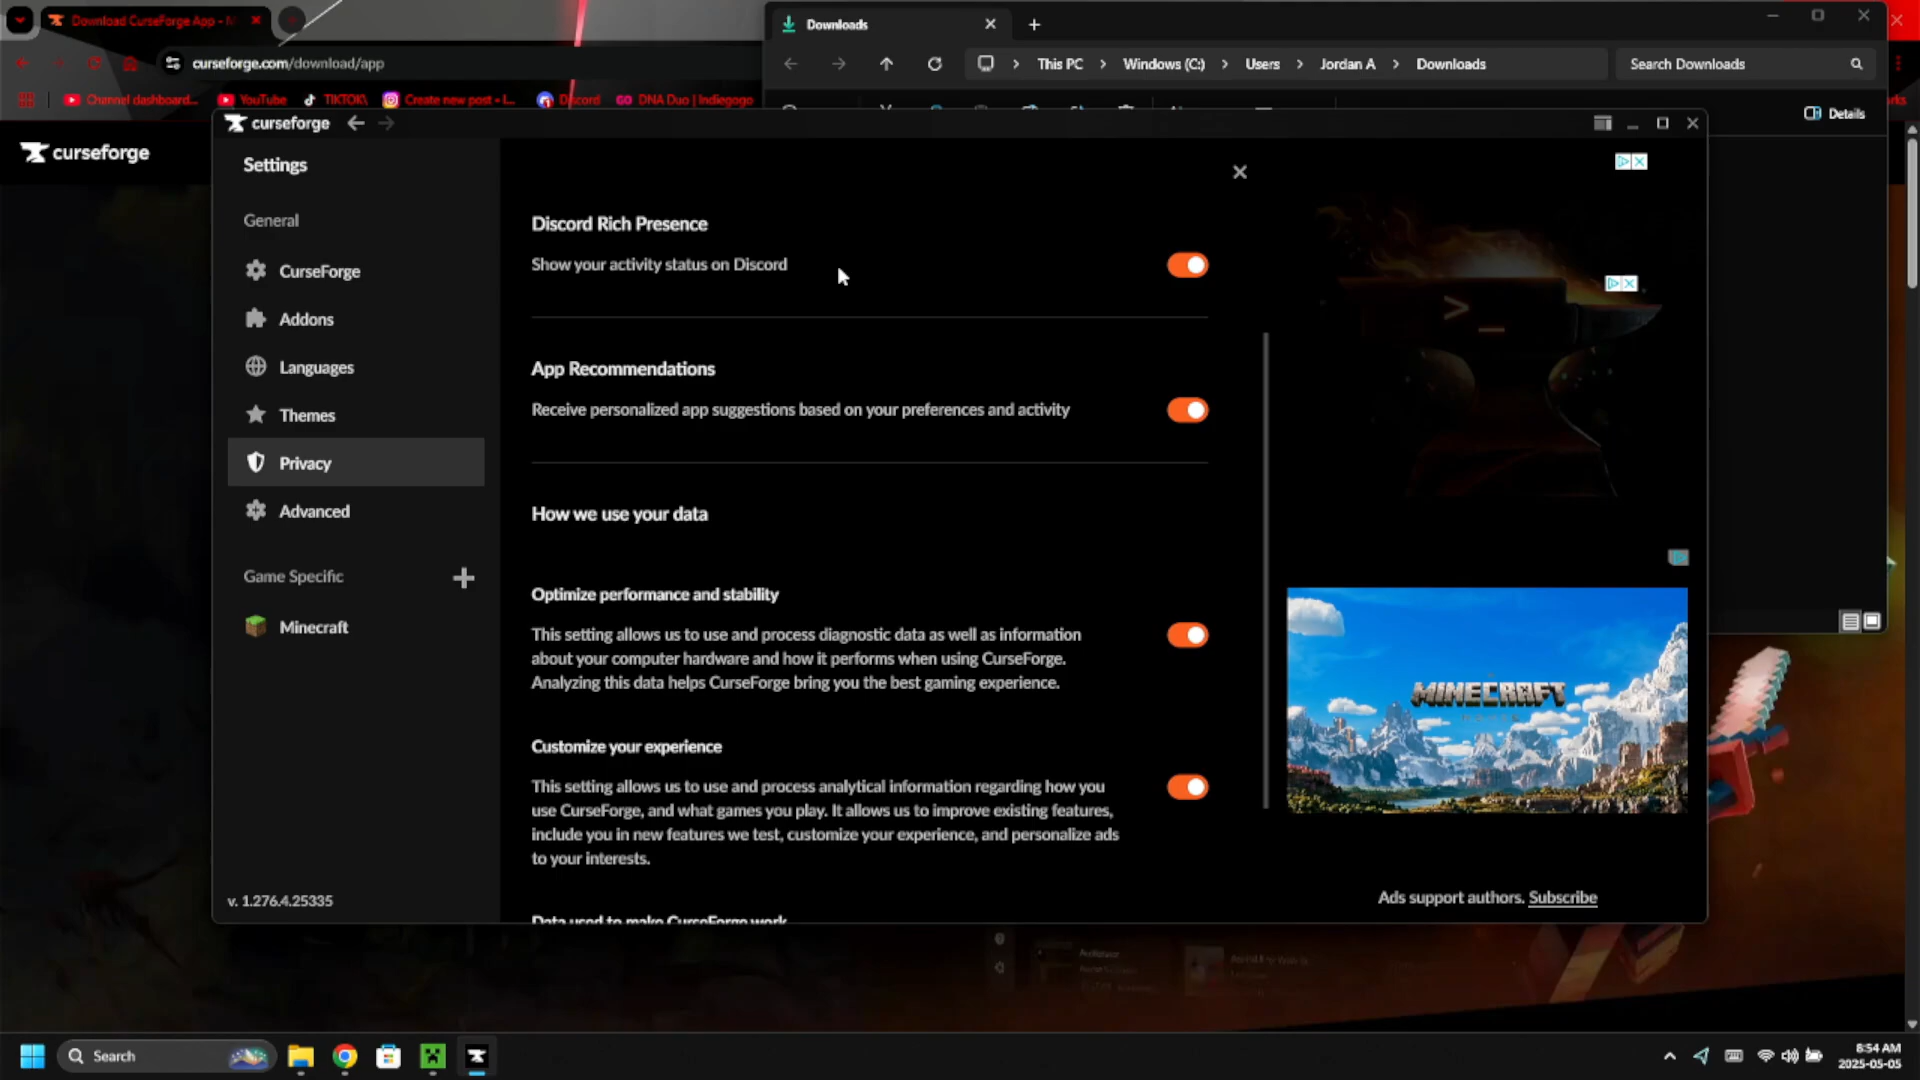 Download CurseForge App -
curseforge.com/download/app
Channel dashboard...
YouTube
TIKTOK\
Create new post • I...
Discord
DNA Duo | Indiegogo
Downloads
This PC
Windows (C:)
Users
Jordan A
Downloads
Search Downloads
Details
curseforge
curseforge
Settings
General
CurseForge
Addons
Languages
Themes
Privacy
Advanced
Game Specific
Minecraft
v. 1.276.4.25335
Discord Rich Presence
Show your activity status on Discord
App Recommendations
Receive personalized app suggestions based on your preferences and activity
How we use your data
Optimize performance and stability
This setting allows us to use and process diagnostic data as well as information
about your computer hardware and how it performs when using CurseForge.
Analyzing this data helps CurseForge bring you the best gaming experience.
Customize your experience
This setting allows us to use and process analytical information regarding how you
use CurseForge, and what games you play. It allows us to improve existing features,
include you in new features we test, customize your experience, and personalize ads
to your interests.
Data used to make CurseForge work
>_
MINECRAFT
Ads support authors. Subscribe
Search
8:54 AM
2025-05-05